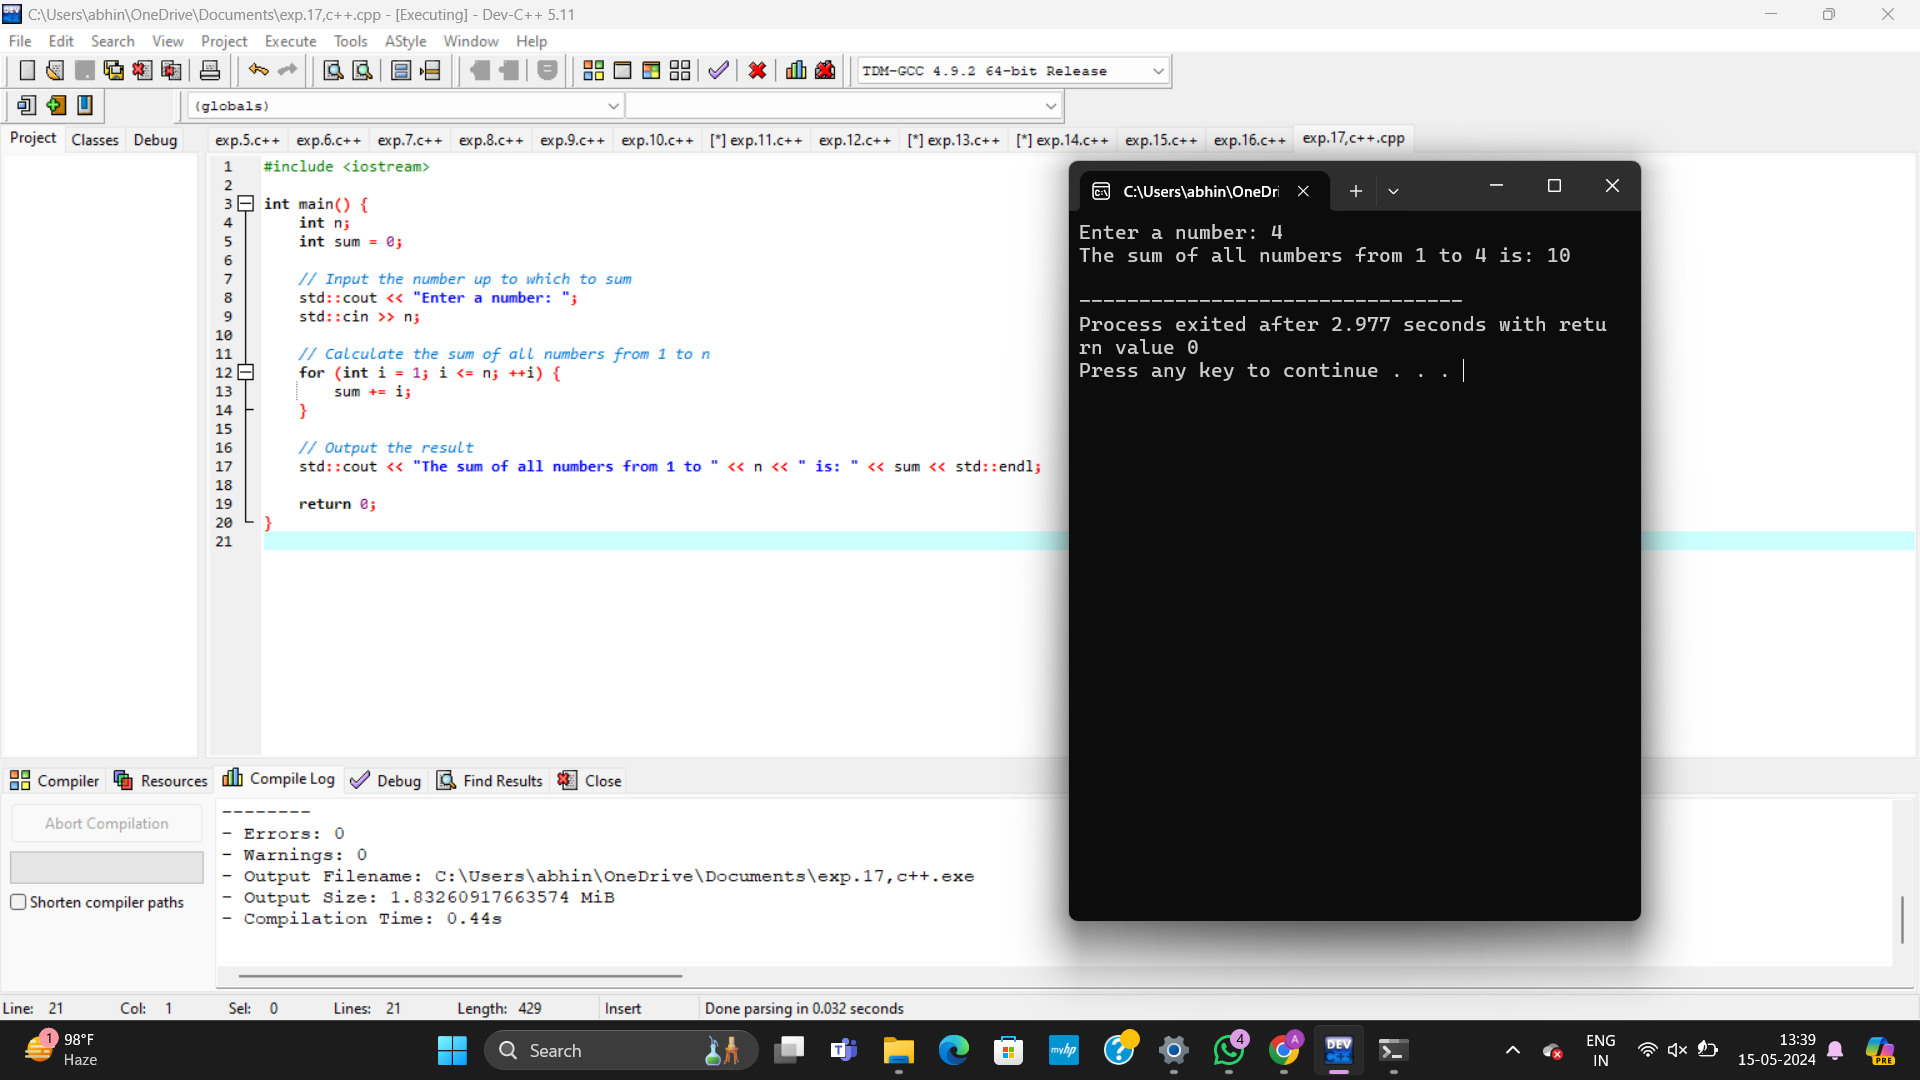 C:\Users\abhin\OneDrive\Documents\exp.17,c++.cpp - [Executing] - Dev-C++ 5.11
File Edit Search View Project Execute Tools AStyle Window Help
TDM-GCC 4.9.2 64-bit Release
(globals)
Project Classes Debug
exp.5.c++ exp.6.c++ exp.7.c++ exp.8.c++ exp.9.c++ exp.10.c++ [*] exp.11.c++ exp.12.c++ [*] exp.13.c++ [*] exp.14.c++ exp.15.c++ exp.16.c++ exp.17,c++.cpp
1 #include <iostream>
2
3 int main() {
4 int n;
5 int sum = 0;
6
7 // Input the number up to which to sum
8 std::cout << "Enter a number: ";
9 std::cin >> n;
10
11 // Calculate the sum of all numbers from 1 to n
12 for (int i = 1; i <= n; ++i) {
13 sum += i;
14 }
15
16 // Output the result
17 std::cout << "The sum of all numbers from 1 to " << n << " is: " << sum << std::endl;
18
19 return 0;
20 }
21
C:\Users\abhin\OneDri
Enter a number: 4
The sum of all numbers from 1 to 4 is: 10
--------------------------------
Process exited after 2.977 seconds with retu
rn value 0
Press any key to continue . . .
Compiler Resources Compile Log Debug Find Results Close
Abort Compilation
Shorten compiler paths
--------
- Errors: 0
- Warnings: 0
- Output Filename: C:\Users\abhin\OneDrive\Documents\exp.17,c++.exe
- Output Size: 1.83260917663574 MiB
- Compilation Time: 0.44s
Line: 21 Col: 1 Sel: 0 Lines: 21 Length: 429 Insert Done parsing in 0.032 seconds
1
98°F
Haze
Search
myhp
4
A
DEV
C++
ENG
IN
13:39
15-05-2024
PRE